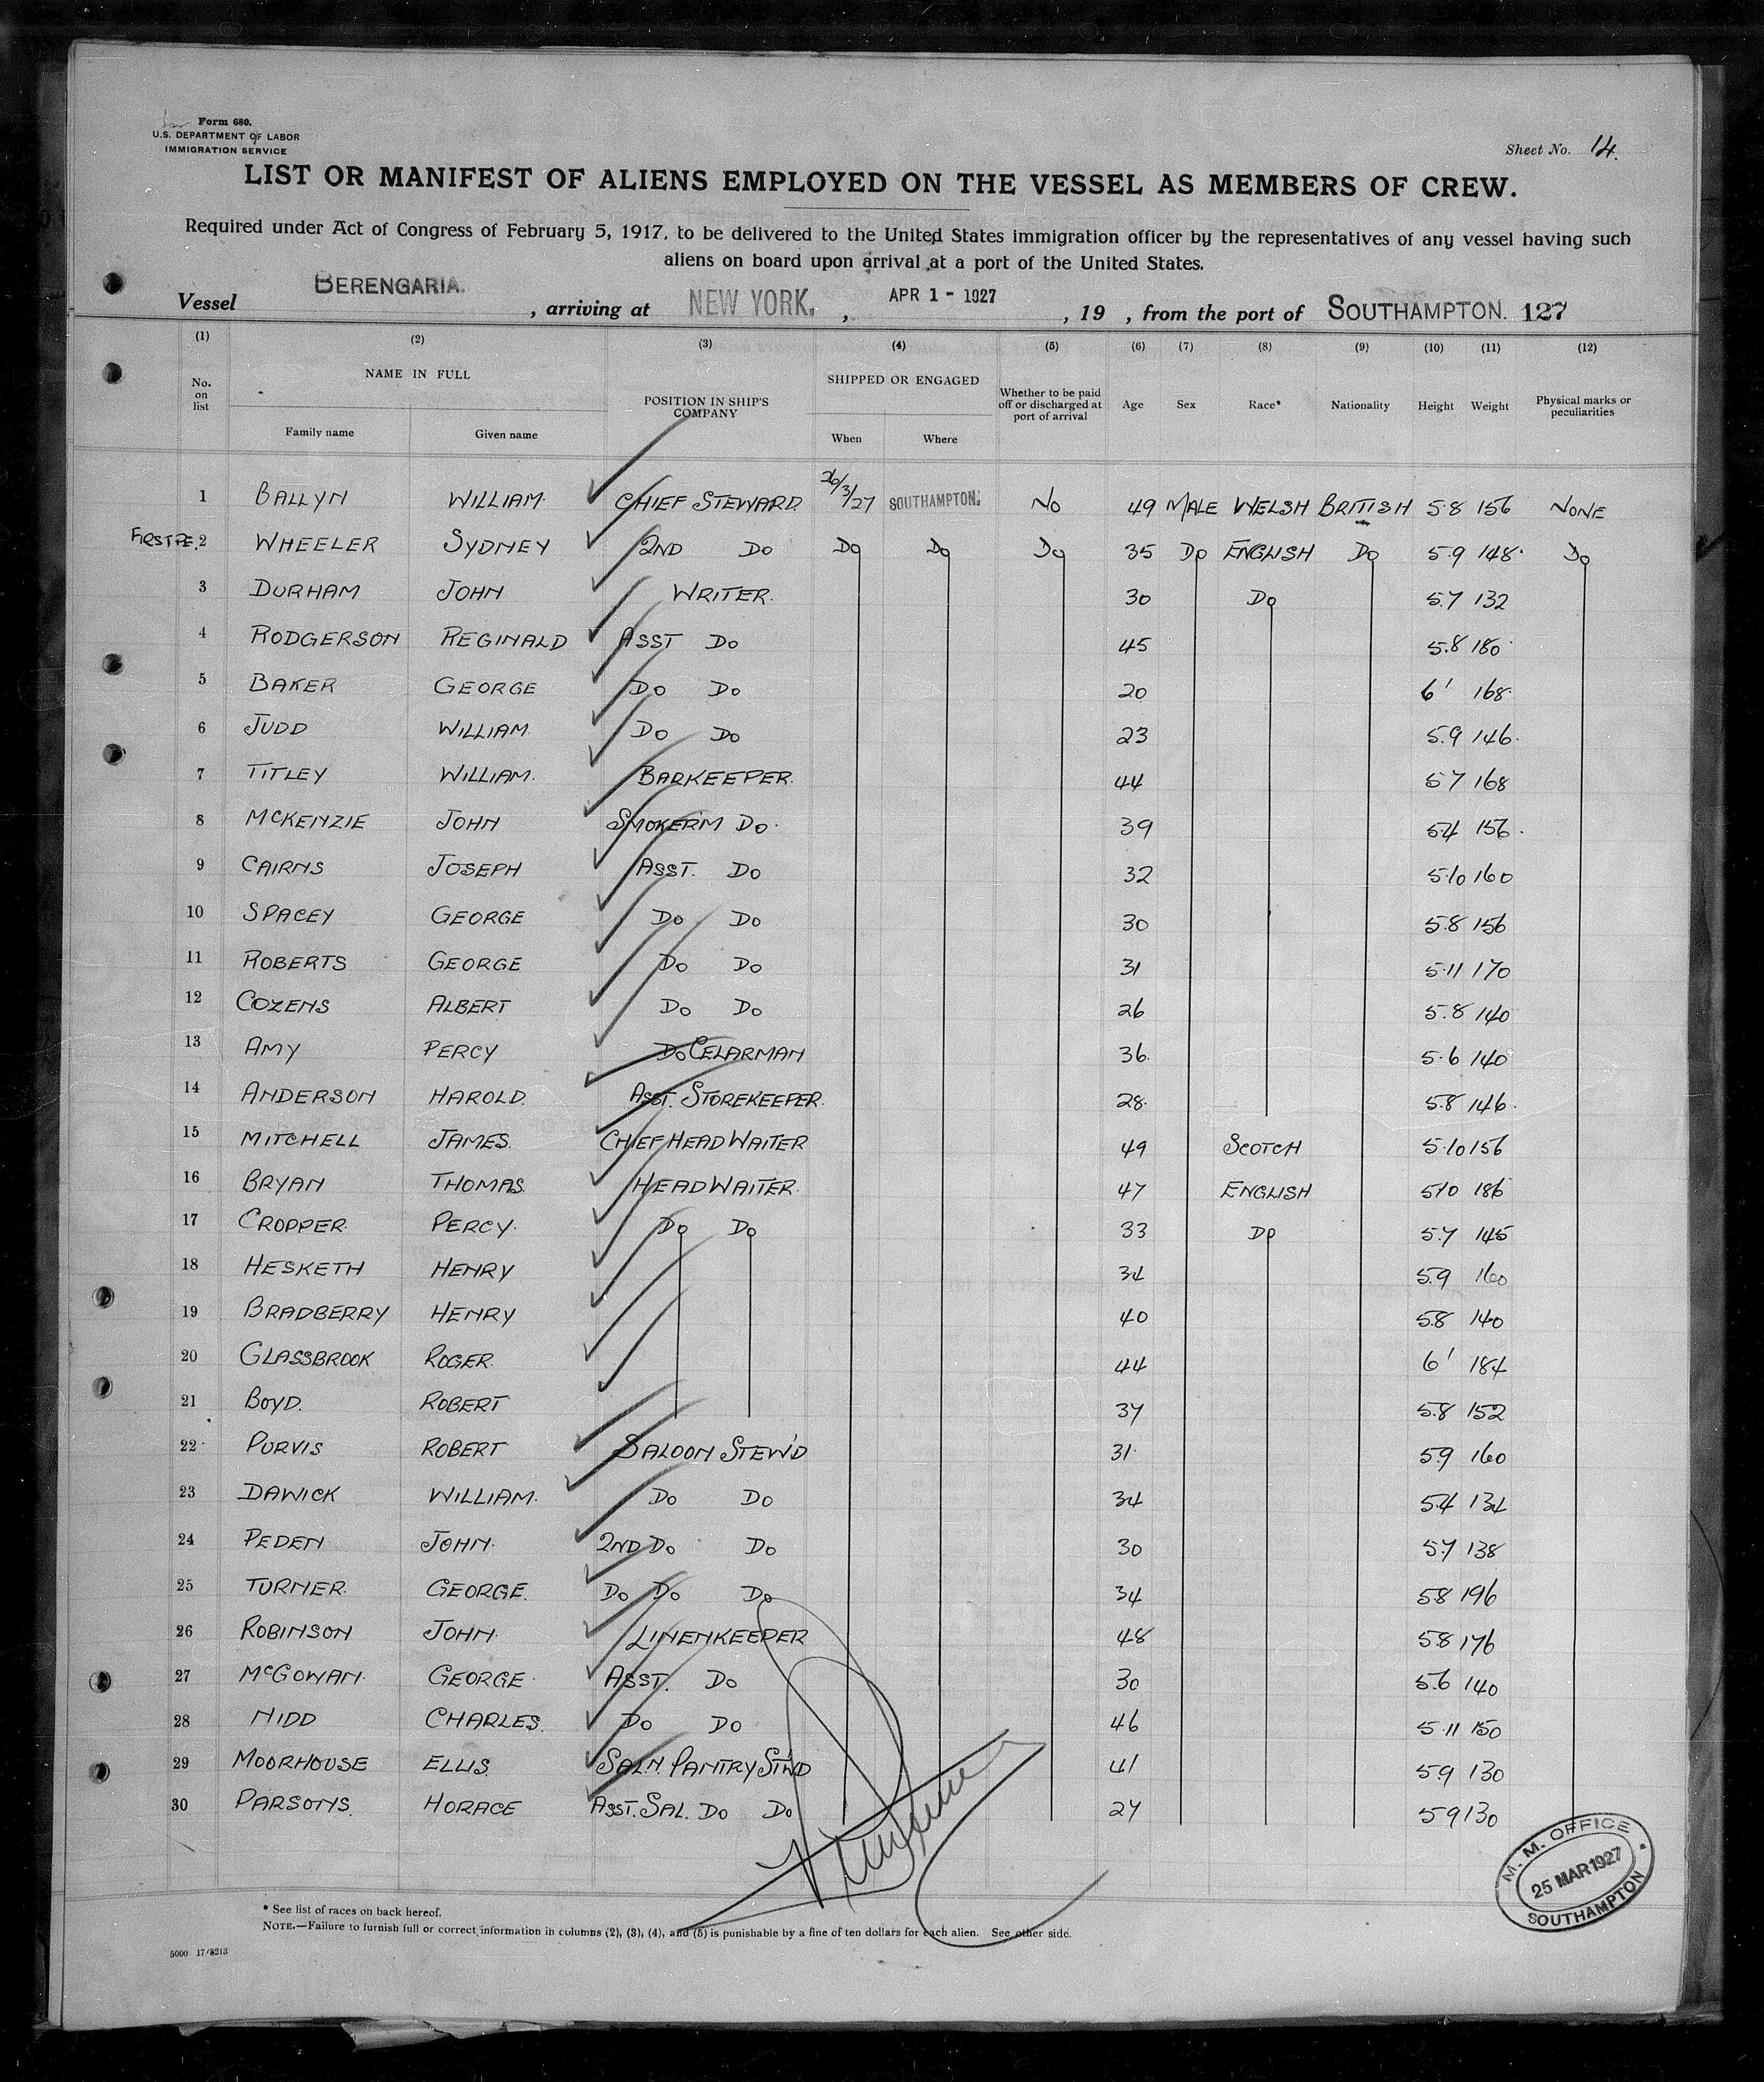 Form 680.
U.S. DEPARTMENT OF LABOR
IMMIGRATION SERVICE
Sheet No. 14.
LIST OR MANIFEST OF ALIENS EMPLOYED ON THE VESSEL AS MEMBERS OF CREW.
Required under Act of Congress of February 5, 1917, to be delivered to the United States immigration officer by the representatives of any vessel having such
aliens on board upon arrival at a port of the United States.
Vessel BERENGARIA. , arriving at NEW YORK. , APR 1 - 1927 , 19 , from the port of SOUTHAMPTON. 127
(1) (2) (3) (4) (5) (6) (7) (8) (9) (10) (11) (12)
No. on list NAME IN FULL Family name Given name POSITION IN SHIP'S COMPANY SHIPPED OR ENGAGED When Where Whether to be paid off or discharged at port of arrival Age Sex Race* Nationality Height Weight Physical marks or peculiarities
1 BALLYN WILLIAM. CHIEF STEWARD. 26/3/27 SOUTHAMPTON. NO 49 MALE WELSH BRITISH 5.8 156 NONE
2 WHEELER SYDNEY 2ND DO DO DO DO 35 DO ENGLISH DO 5.9 148. DO
3 DURHAM JOHN WRITER. 30 DO 5.7 132
4 RODGERSON REGINALD ASST DO 45 5.8 180
5 BAKER GEORGE DO DO 20 6' 168.
6 JUDD WILLIAM. DO DO 23 5.9 146.
7 TITLEY WILLIAM. BARKEEPER. 44 5 7 168
8 MCKENZIE JOHN SMOKERM DO. 39 5.4 156.
9 CAIRNS JOSEPH ASST. DO 32 5.10 160
10 SPACEY GEORGE DO DO 30 5.8 156
11 ROBERTS GEORGE DO DO 31 5.11 170
12 COZENS ALBERT DO DO 26 5.8 140
13 AMY PERCY DO CELARMAN 36. 5.6 140
14 ANDERSON HAROLD. ASST. STOREKEEPER. 28. 5.8 146.
15 MITCHELL JAMES. CHIEF HEAD WAITER 49 SCOTCH 5.10 156
16 BRYAN THOMAS. HEAD WAITER. 47 ENGLISH 5.10 186
17 CROPPER. PERCY. DO DO 33 DO 5.7 145
18 HESKETH HENRY 34 5.9 160
19 BRADBERRY HENRY 40 5.8 140
20 GLASSBROOK ROGER. 44 6' 184
21 BOYD. ROBERT 37 5.8 152
22 PURVIS ROBERT SALOON STEW'D 31. 5.9 160
23 DAWICK WILLIAM. DO DO 34 5.4 134
24 PEDEN JOHN. 2ND DO DO 30 5.7 138
25 TURNER. GEORGE. DO DO DO 34 5.8 196
26 ROBINSON JOHN. LINENKEEPER 48 5.8 176
27 MCGOWAN. GEORGE. ASST. DO 30 5.6 140
28 NIDD CHARLES. DO DO 46 5.11 150
29 MOORHOUSE ELLIS. SALN. PANTRY ST'WD 41 5.9 130
30 PARSONS. HORACE ASST. SAL. DO DO 27 5.9 130
M. M. OFFICE
25 MAR 1927
SOUTHAMPTON
* See list of races on back hereof.
NOTE.—Failure to furnish full or correct information in columns (2), (3), (4), and (5) is punishable by a fine of ten dollars for each alien. See other side.
5000 17/8213